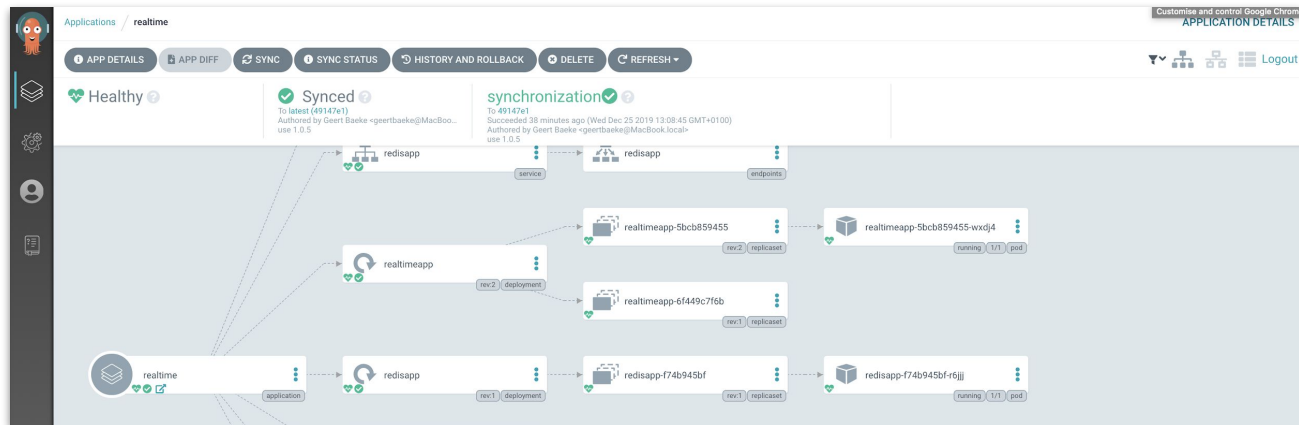 Customise and control Google Chrom
Applications / realtime
APPLICATION DETAILS
APP DETAILS
APP DIFF
SYNC
SYNC STATUS
HISTORY AND ROLLBACK
DELETE
REFRESH
Logout
Healthy
Synced
To latest (49147e1)
Authored by Geert Baeke <geertbaeke@MacBoo...
use 1.0.5
synchronization
To 49147e1
Succeeded 38 minutes ago (Wed Dec 25 2019 13:08:45 GMT+0100)
Authored by Geert Baeke <geertbaeke@MacBook.local>
use 1.0.5
redisapp
service
redisapp
endpoints
realtimeapp-5bcb859455
rev:2 replicaset
realtimeapp-5bcb859455-wxdj4
running 1/1 pod
realtimeapp
rev:2 deployment
realtimeapp-6f449c7f6b
rev:1 replicaset
realtime
application
redisapp
rev:1 deployment
redisapp-f74b945bf
rev:1 replicaset
redisapp-f74b945bf-r6jjj
running 1/1 pod